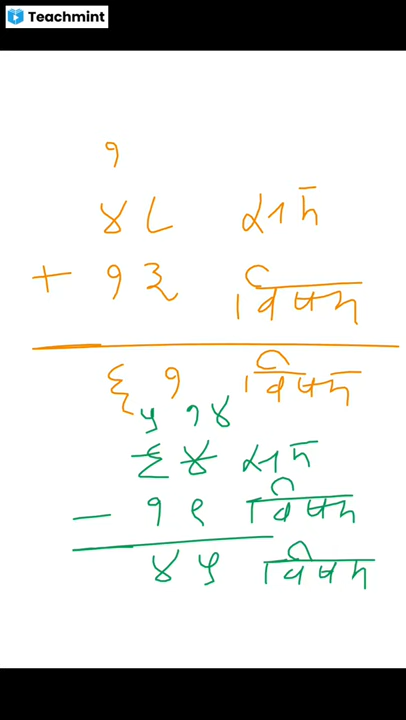 Teachmint
१
४८ सम
+ १३ विषम
६१ विषम
५ १४
६४ सम
- १९ विषम
४५ विषम